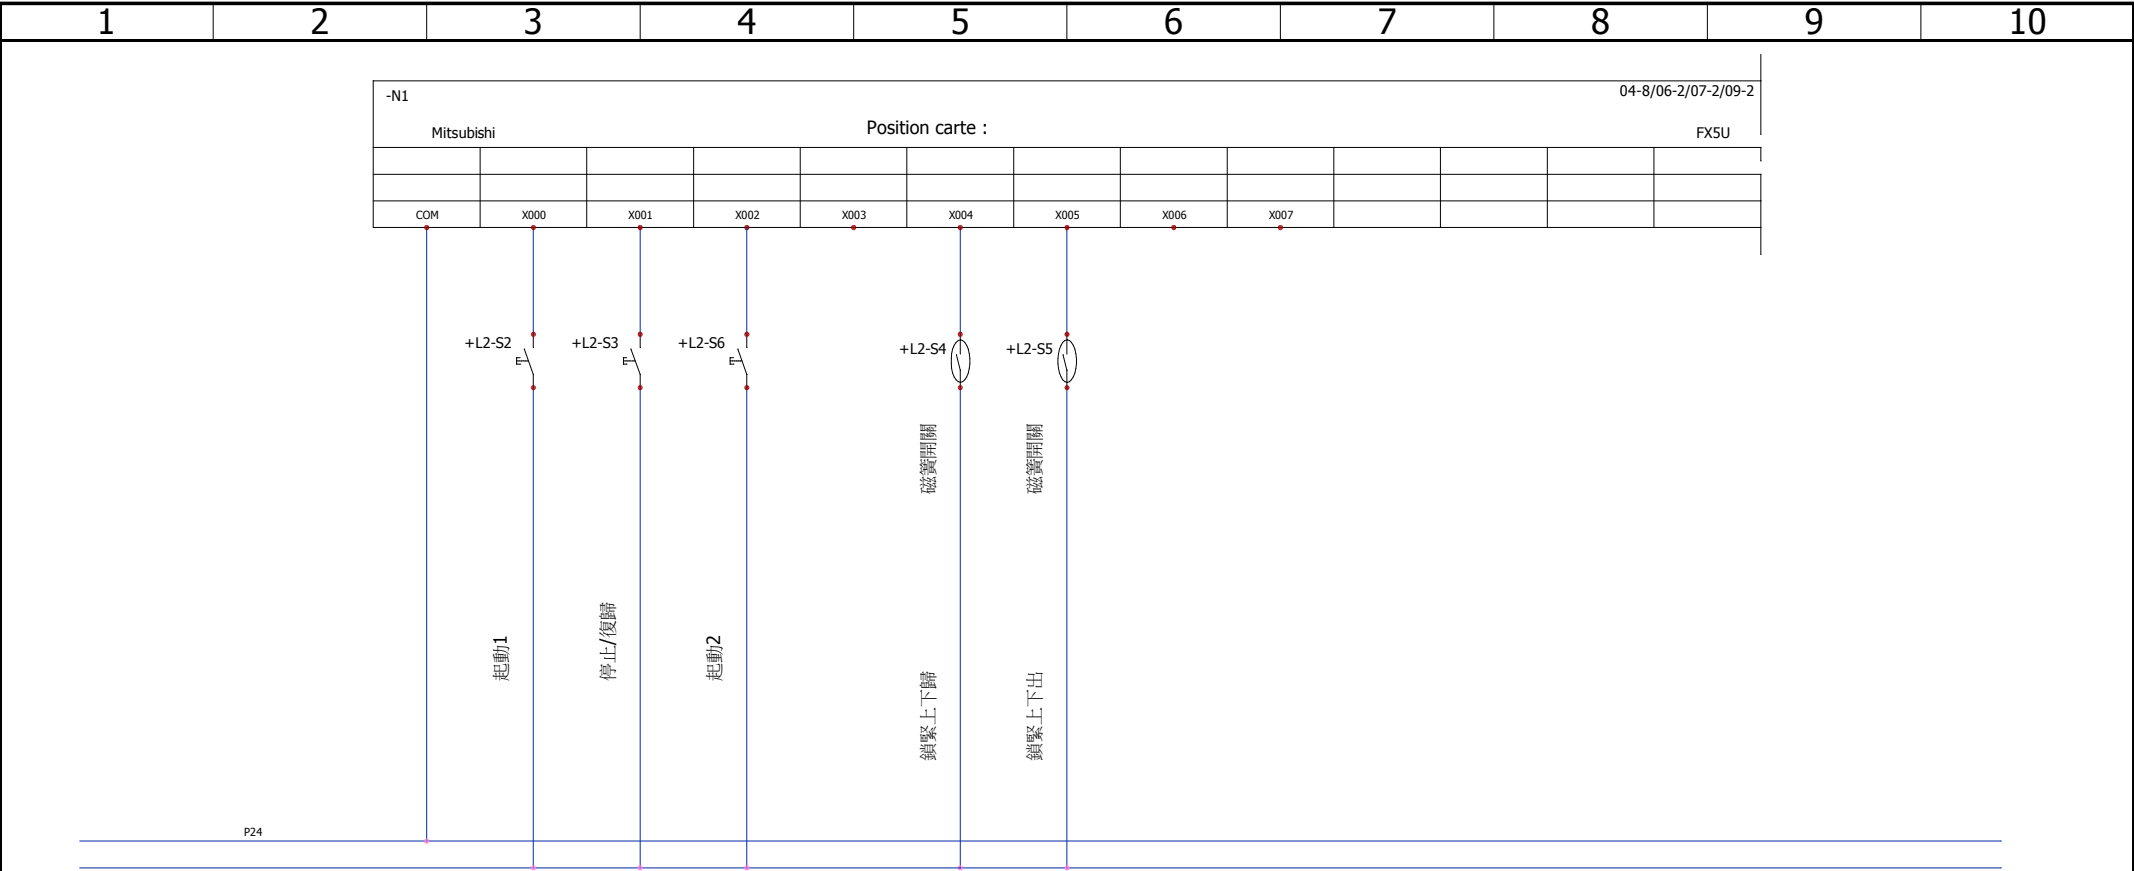 1 2 3 4 5 6 7 8 9 10
-N1 04-8/06-2/07-2/09-2
Mitsubishi Position carte : FX5U
COM X000 X001 X002 X003 X004 X005 X006 X007
+L2-S2 +L2-S3 +L2-S6 +L2-S4 +L2-S5
磁簧開關
磁簧開關
起動1
停止/復歸
起動2
鎖緊上下歸
鎖緊上下出
P24